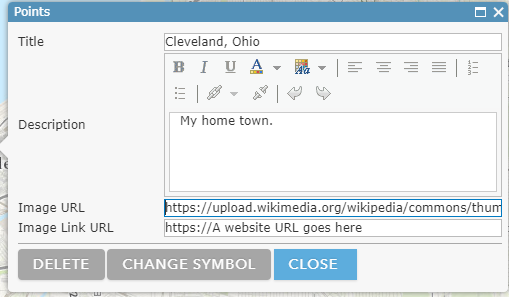 Points
Title Cleveland, Ohio
B I U A Aa
Description My home town.
Image URL https://upload.wikimedia.org/wikipedia/commons/thum
Image Link URL https://A website URL goes here
DELETE CHANGE SYMBOL CLOSE